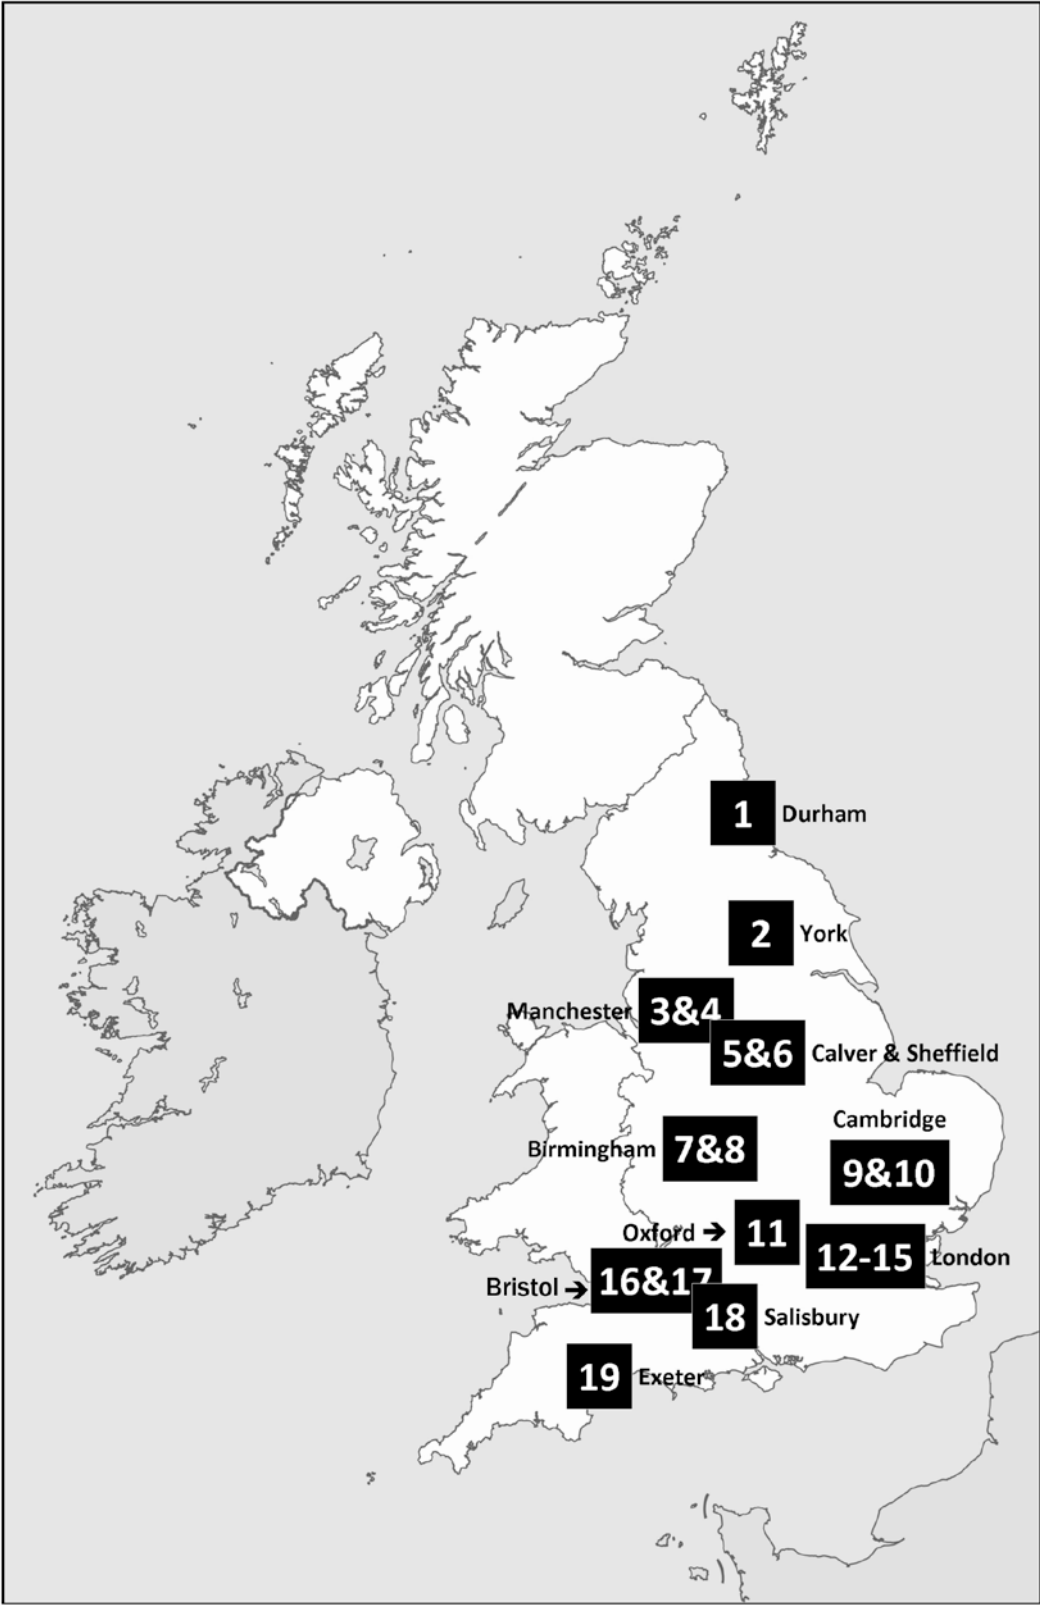 1 Durham
2 York
Manchester 3&4
5&6 Calver & Sheffield
Cambridge
Birmingham 7&8
9&10
Oxford → 11
12-15 London
Bristol → 16&17
18 Salisbury
19 Exeter